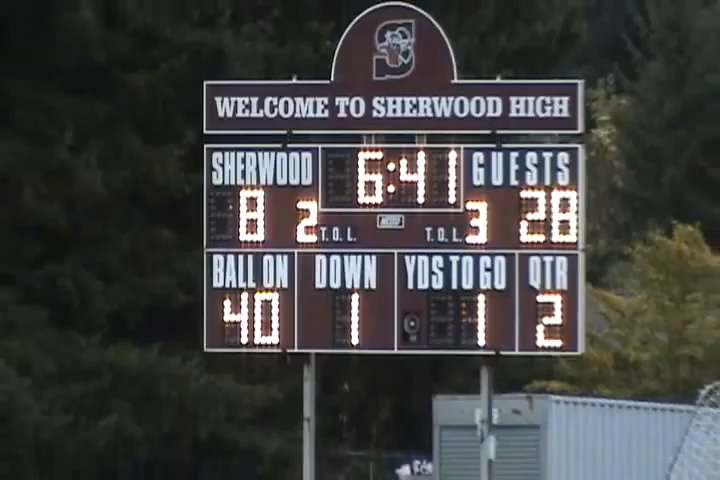 WELCOME TO SHERWOOD HIGH
SHERWOOD 6:41 GUESTS
8 2 T.O.L. T.O.L. 3 28
BALL ON DOWN YDS TO GO QTR
40 1 1 2